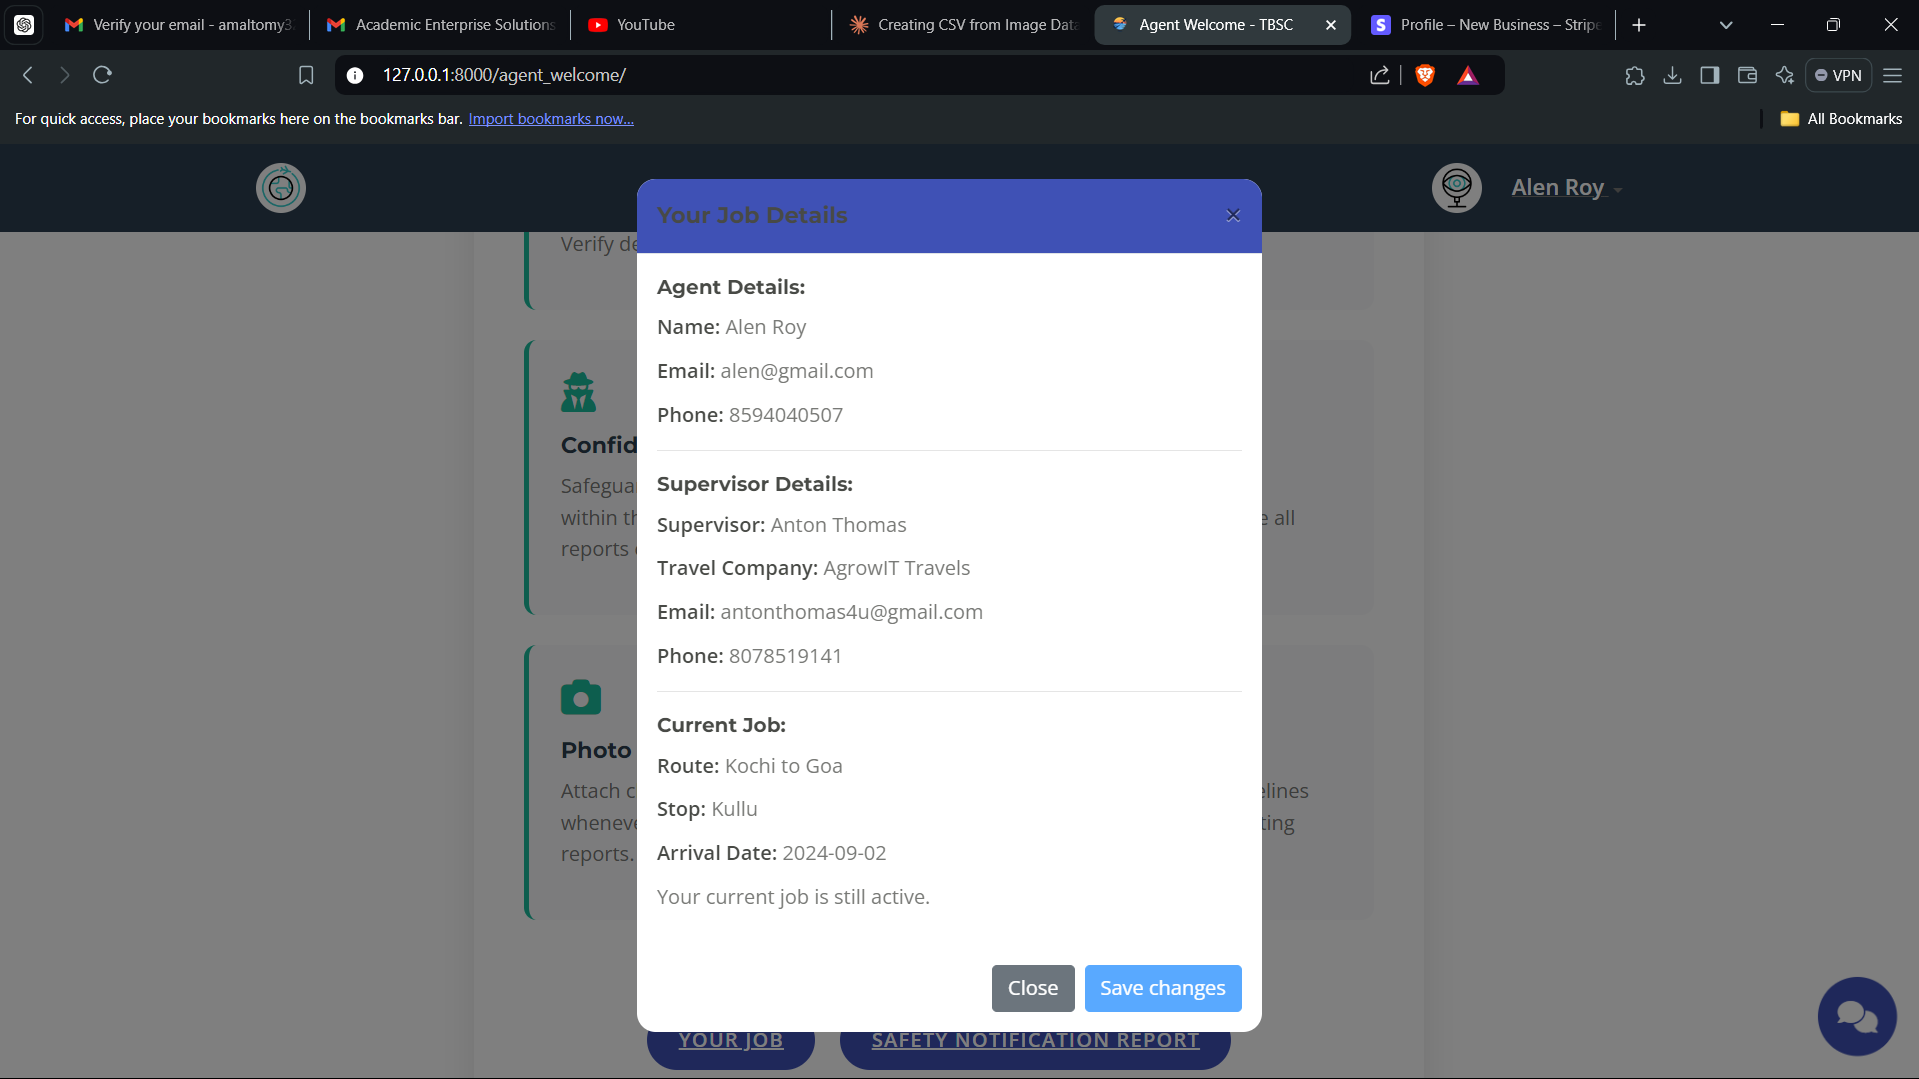 Verify your email - amaltomy3
Academic Enterprise Solutions
YouTube
Creating CSV from Image Data
Agent Welcome - TBSC
Profile – New Business – Stripe
127.0.0.1:8000/agent_welcome/
VPN
For quick access, place your bookmarks here on the bookmarks bar. Import bookmarks now...
All Bookmarks
Alen Roy
Your Job Details
×
Verify de
Agent Details:
Name: Alen Roy
Email: alen@gmail.com
Phone: 8594040507
Confid
Safegua
within th
e all
reports
Supervisor Details:
Supervisor: Anton Thomas
Travel Company: AgrowIT Travels
Email: antonthomas4u@gmail.com
Phone: 8078519141
Photo
Attach c
elines
wheneve
ting
reports.
Current Job:
Route: Kochi to Goa
Stop: Kullu
Arrival Date: 2024-09-02
Your current job is still active.
Close
Save changes
YOUR JOB
SAFETY NOTIFICATION REPORT